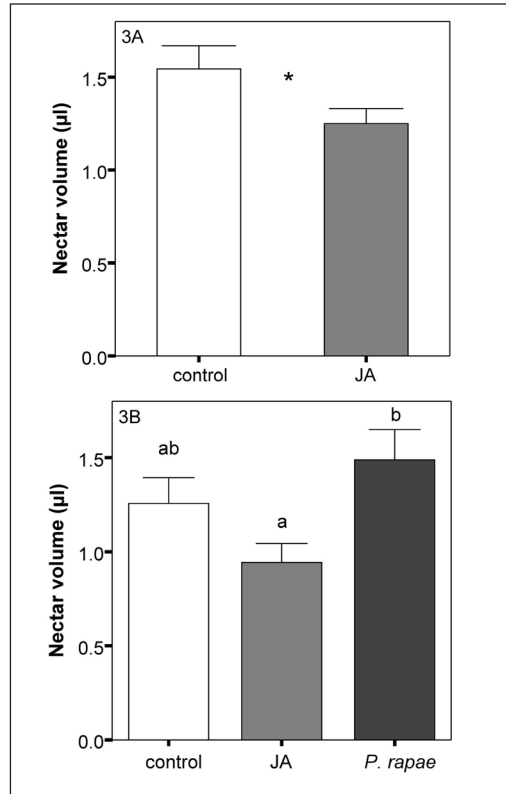 3A
Nectar volume (µl)
1.5
1.0
0.5
0.0
*
control JA
3B
Nectar volume (µl)
1.5
1.0
0.5
0.0
ab
a
b
control JA P. rapae